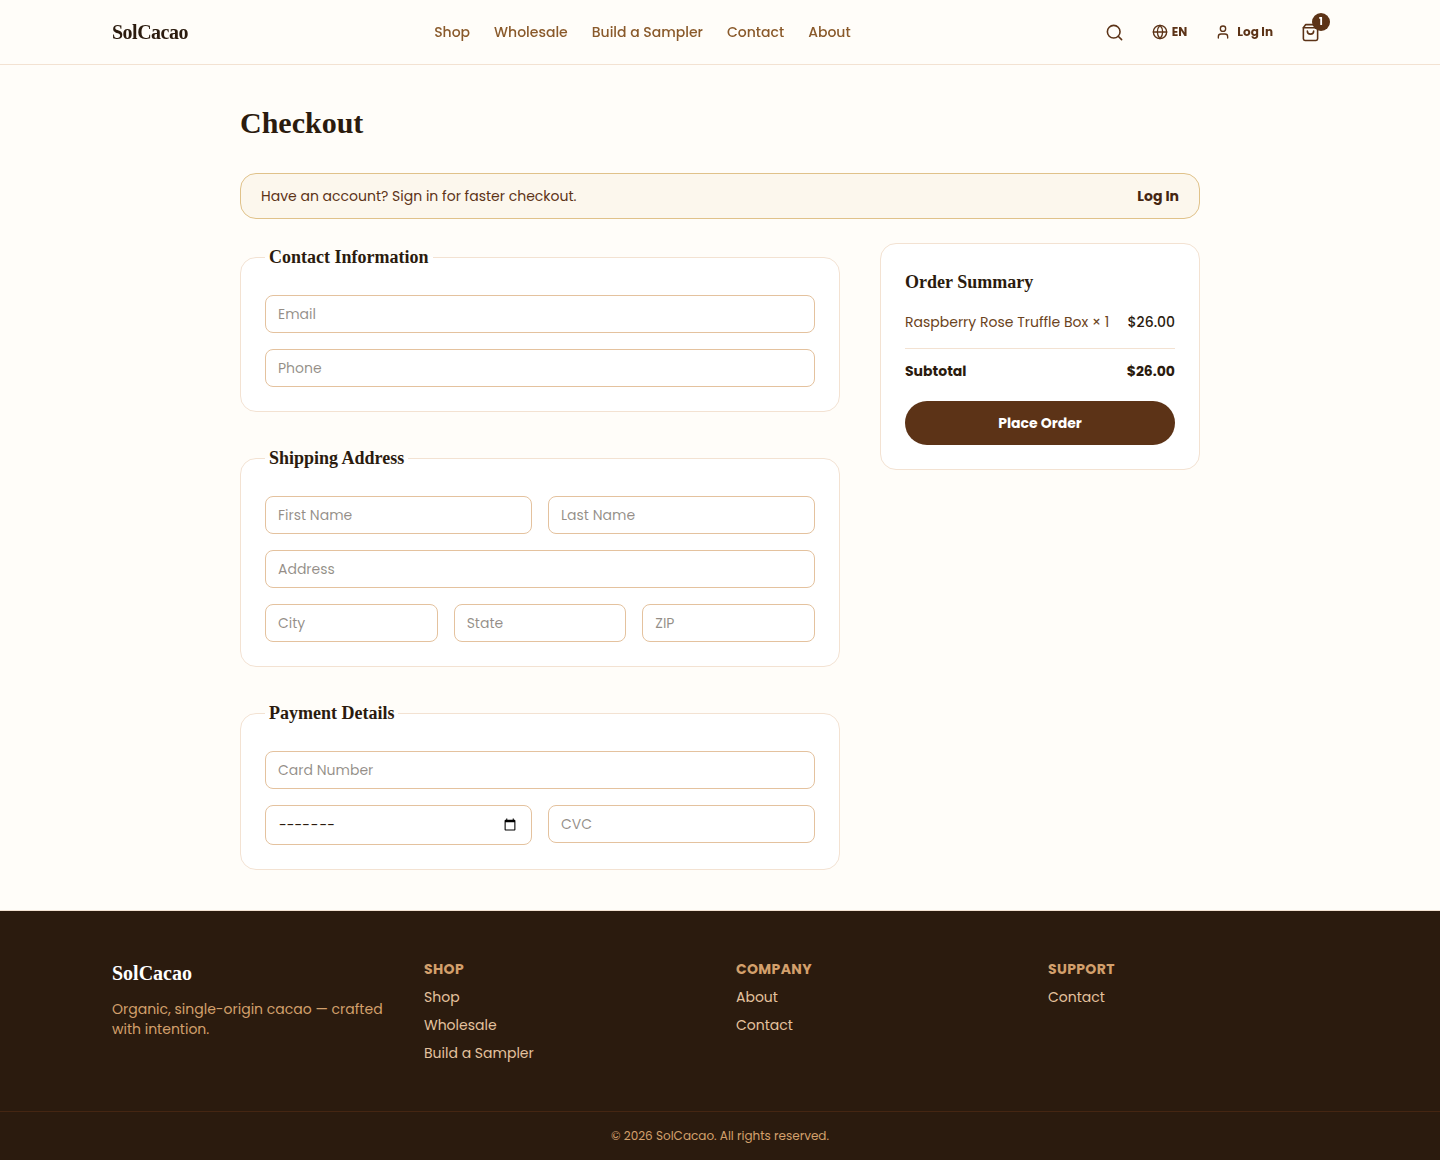 SolCacao
Shop Wholesale Build a Sampler Contact About
EN Log In 1
Checkout
Have an account? Sign in for faster checkout. Log In
Contact Information
Email
Phone
Shipping Address
First Name Last Name
Address
City State ZIP
Payment Details
Card Number
------- CVC
Order Summary
Raspberry Rose Truffle Box × 1 $26.00
Subtotal $26.00
Place Order
SolCacao
Organic, single-origin cacao — crafted
with intention.
SHOP
Shop
Wholesale
Build a Sampler
COMPANY
About
Contact
SUPPORT
Contact
© 2026 SolCacao. All rights reserved.